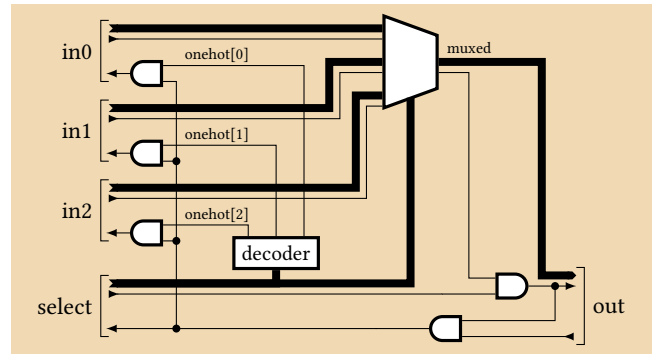 in0
onehot[0]
muxed
in1
onehot[1]
in2
onehot[2]
decoder
select
out